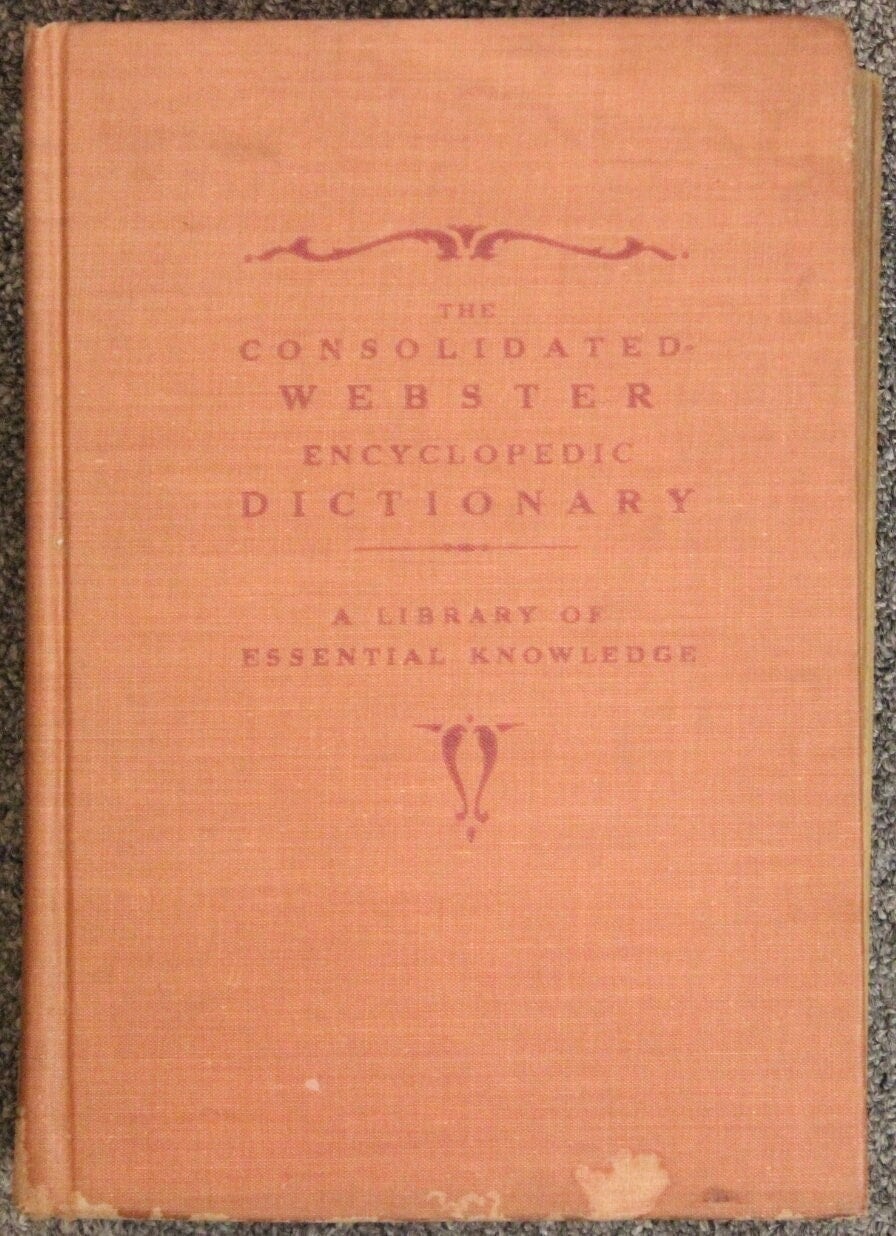 THE
CONSOLIDATED-
WEBSTER
ENCYCLOPEDIC
DICTIONARY
A LIBRARY OF
ESSENTIAL KNOWLEDGE